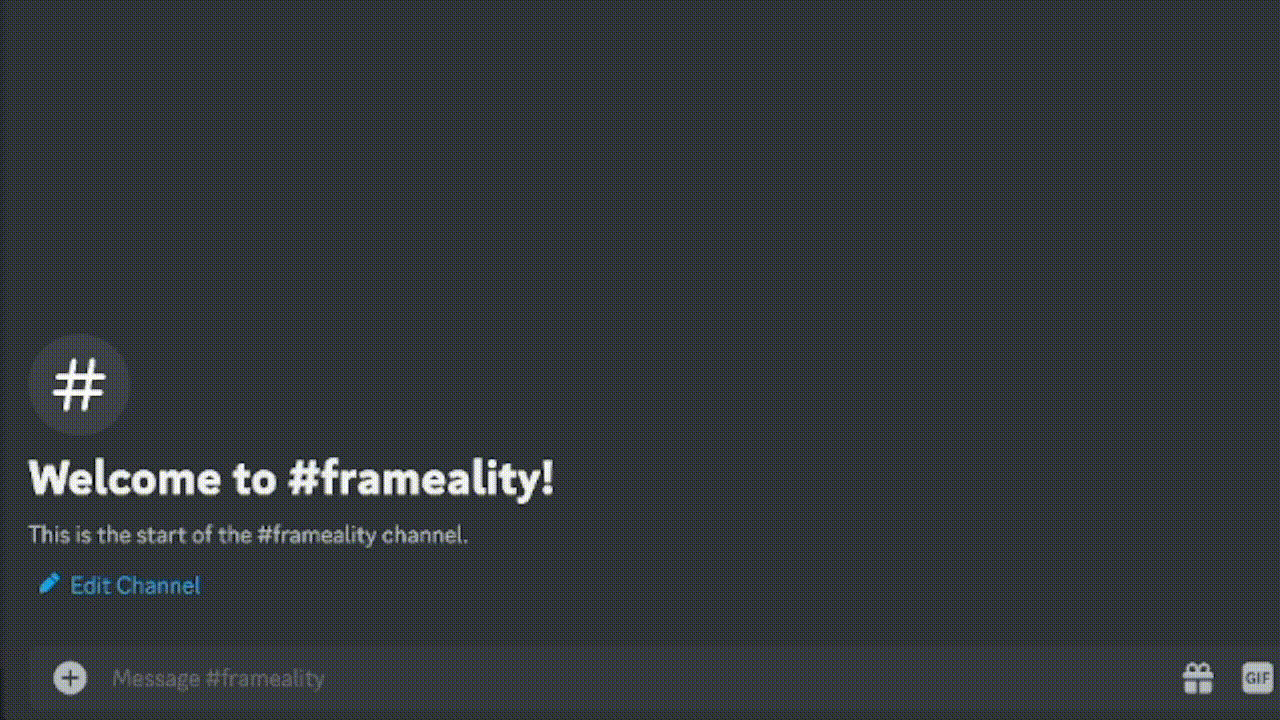 #
Welcome to #frameality!
This is the start of the #frameality channel.
Edit Channel
Message #frameality
GIF